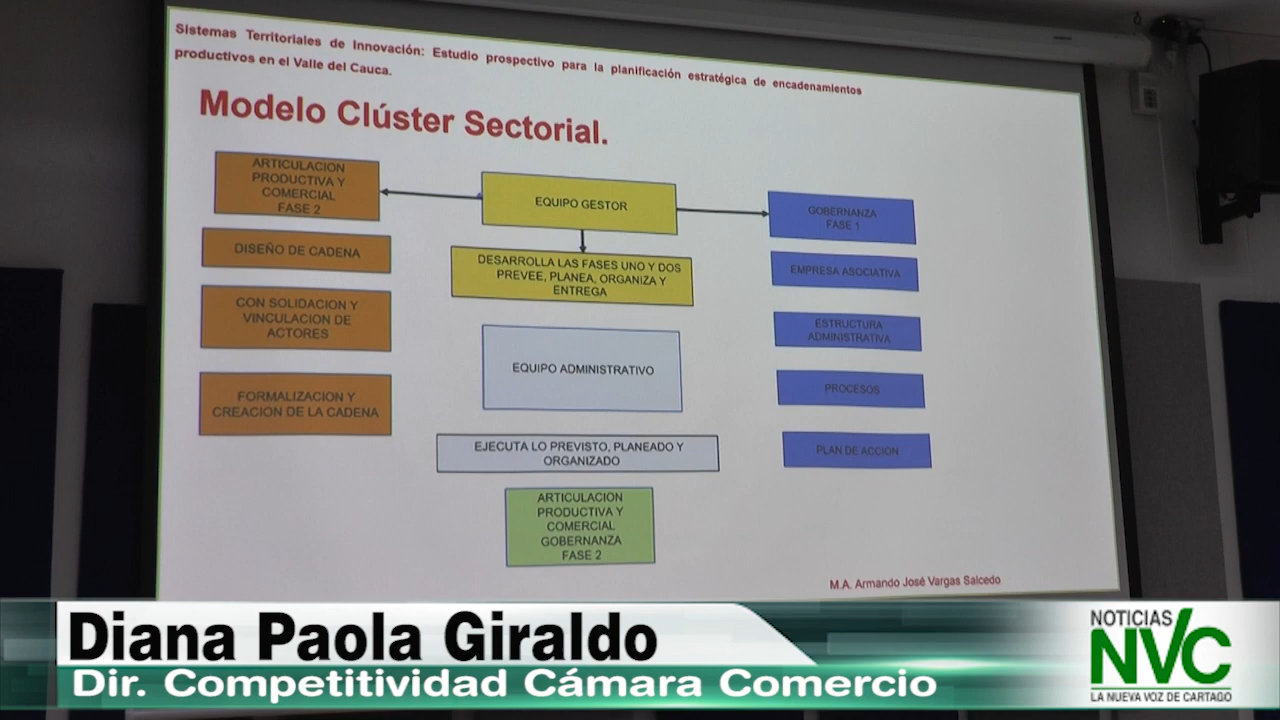 Sistemas Territoriales de Innovación: Estudio prospectivo para la planificación estratégica de encadenamientos
productivos en el Valle del Cauca.
Modelo Clúster Sectorial.
ARTICULACION
PRODUCTIVA Y
COMERCIAL
FASE 2
DISEÑO DE CADENA
CON SOLIDACION Y
VINCULACION DE
ACTORES
FORMALIZACION Y
CREACION DE LA CADENA
EQUIPO GESTOR
DESARROLLA LAS FASES UNO Y DOS
PREVEE, PLANEA, ORGANIZA Y
ENTREGA
EQUIPO ADMINISTRATIVO
EJECUTA LO PREVISTO, PLANEADO Y
ORGANIZADO
ARTICULACION
PRODUCTIVA Y
COMERCIAL
GOBERNANZA
FASE 2
GOBERNANZA
FASE 1
EMPRESA ASOCIATIVA
ESTRUCTURA
ADMINISTRATIVA
PROCESOS
PLAN DE ACCION
M.A. Armando José Vargas Salcedo
Diana Paola Giraldo
Dir. Competitividad Cámara Comercio
NOTICIAS
NVC
LA NUEVA VOZ DE CARTAGO